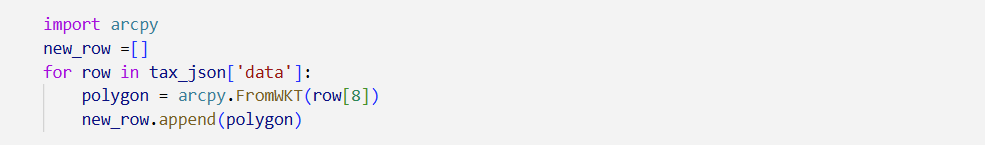 import arcpy
new_row =[]
for row in tax_json['data']:
    polygon = arcpy.FromWKT(row[8])
    new_row.append(polygon)